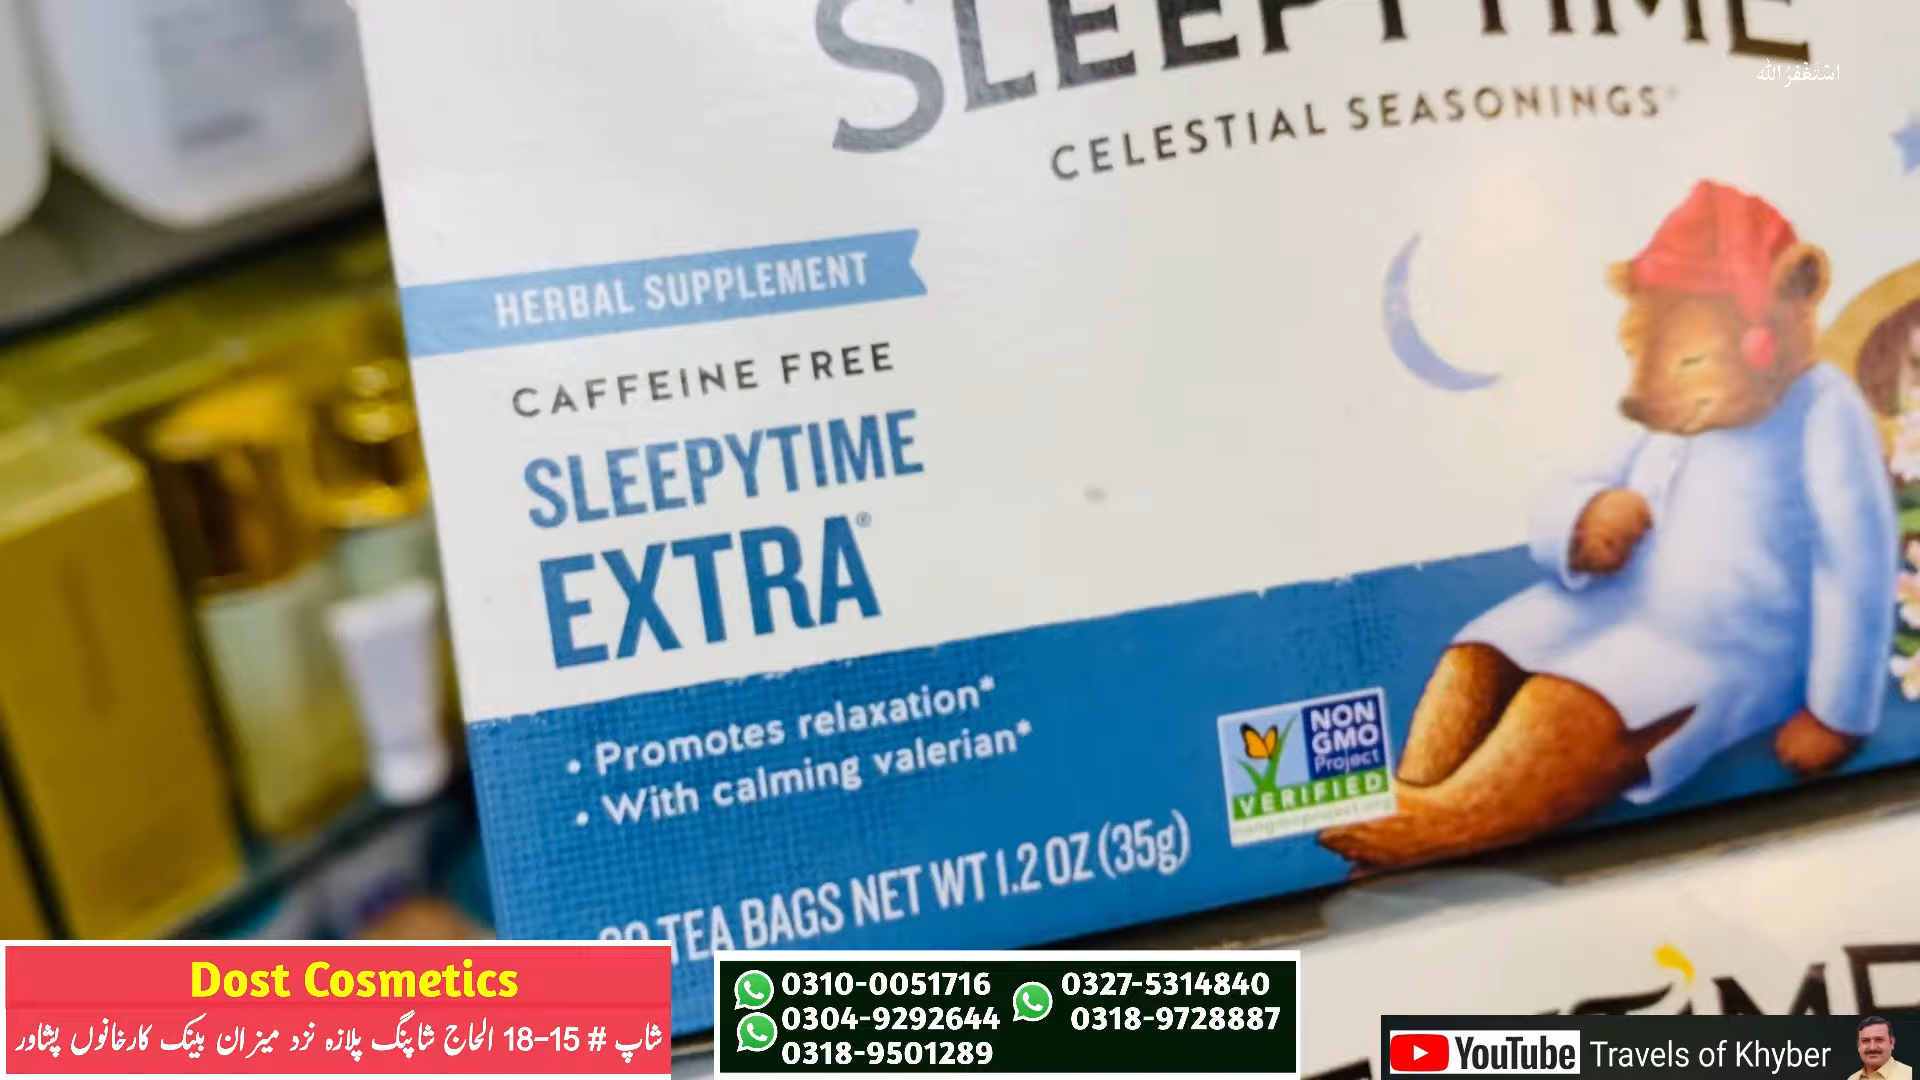 SLEEPYTIME
استغفر الله
CELESTIAL SEASONINGS
HERBAL SUPPLEMENT
CAFFEINE FREE
SLEEPYTIME
EXTRA®
• Promotes relaxation*
• With calming valerian*
NON
GMO
Project
VERIFIED
TEA BAGS NET WT 1.2 OZ (35g)
Dost Cosmetics
شاپ # 15-18 الحاج شاپنگ پلازہ نزد میزان بینک کارخانوں پشاور
0310-0051716
0327-5314840
0304-9292644
0318-9728887
0318-9501289
YouTube Travels of Khyber